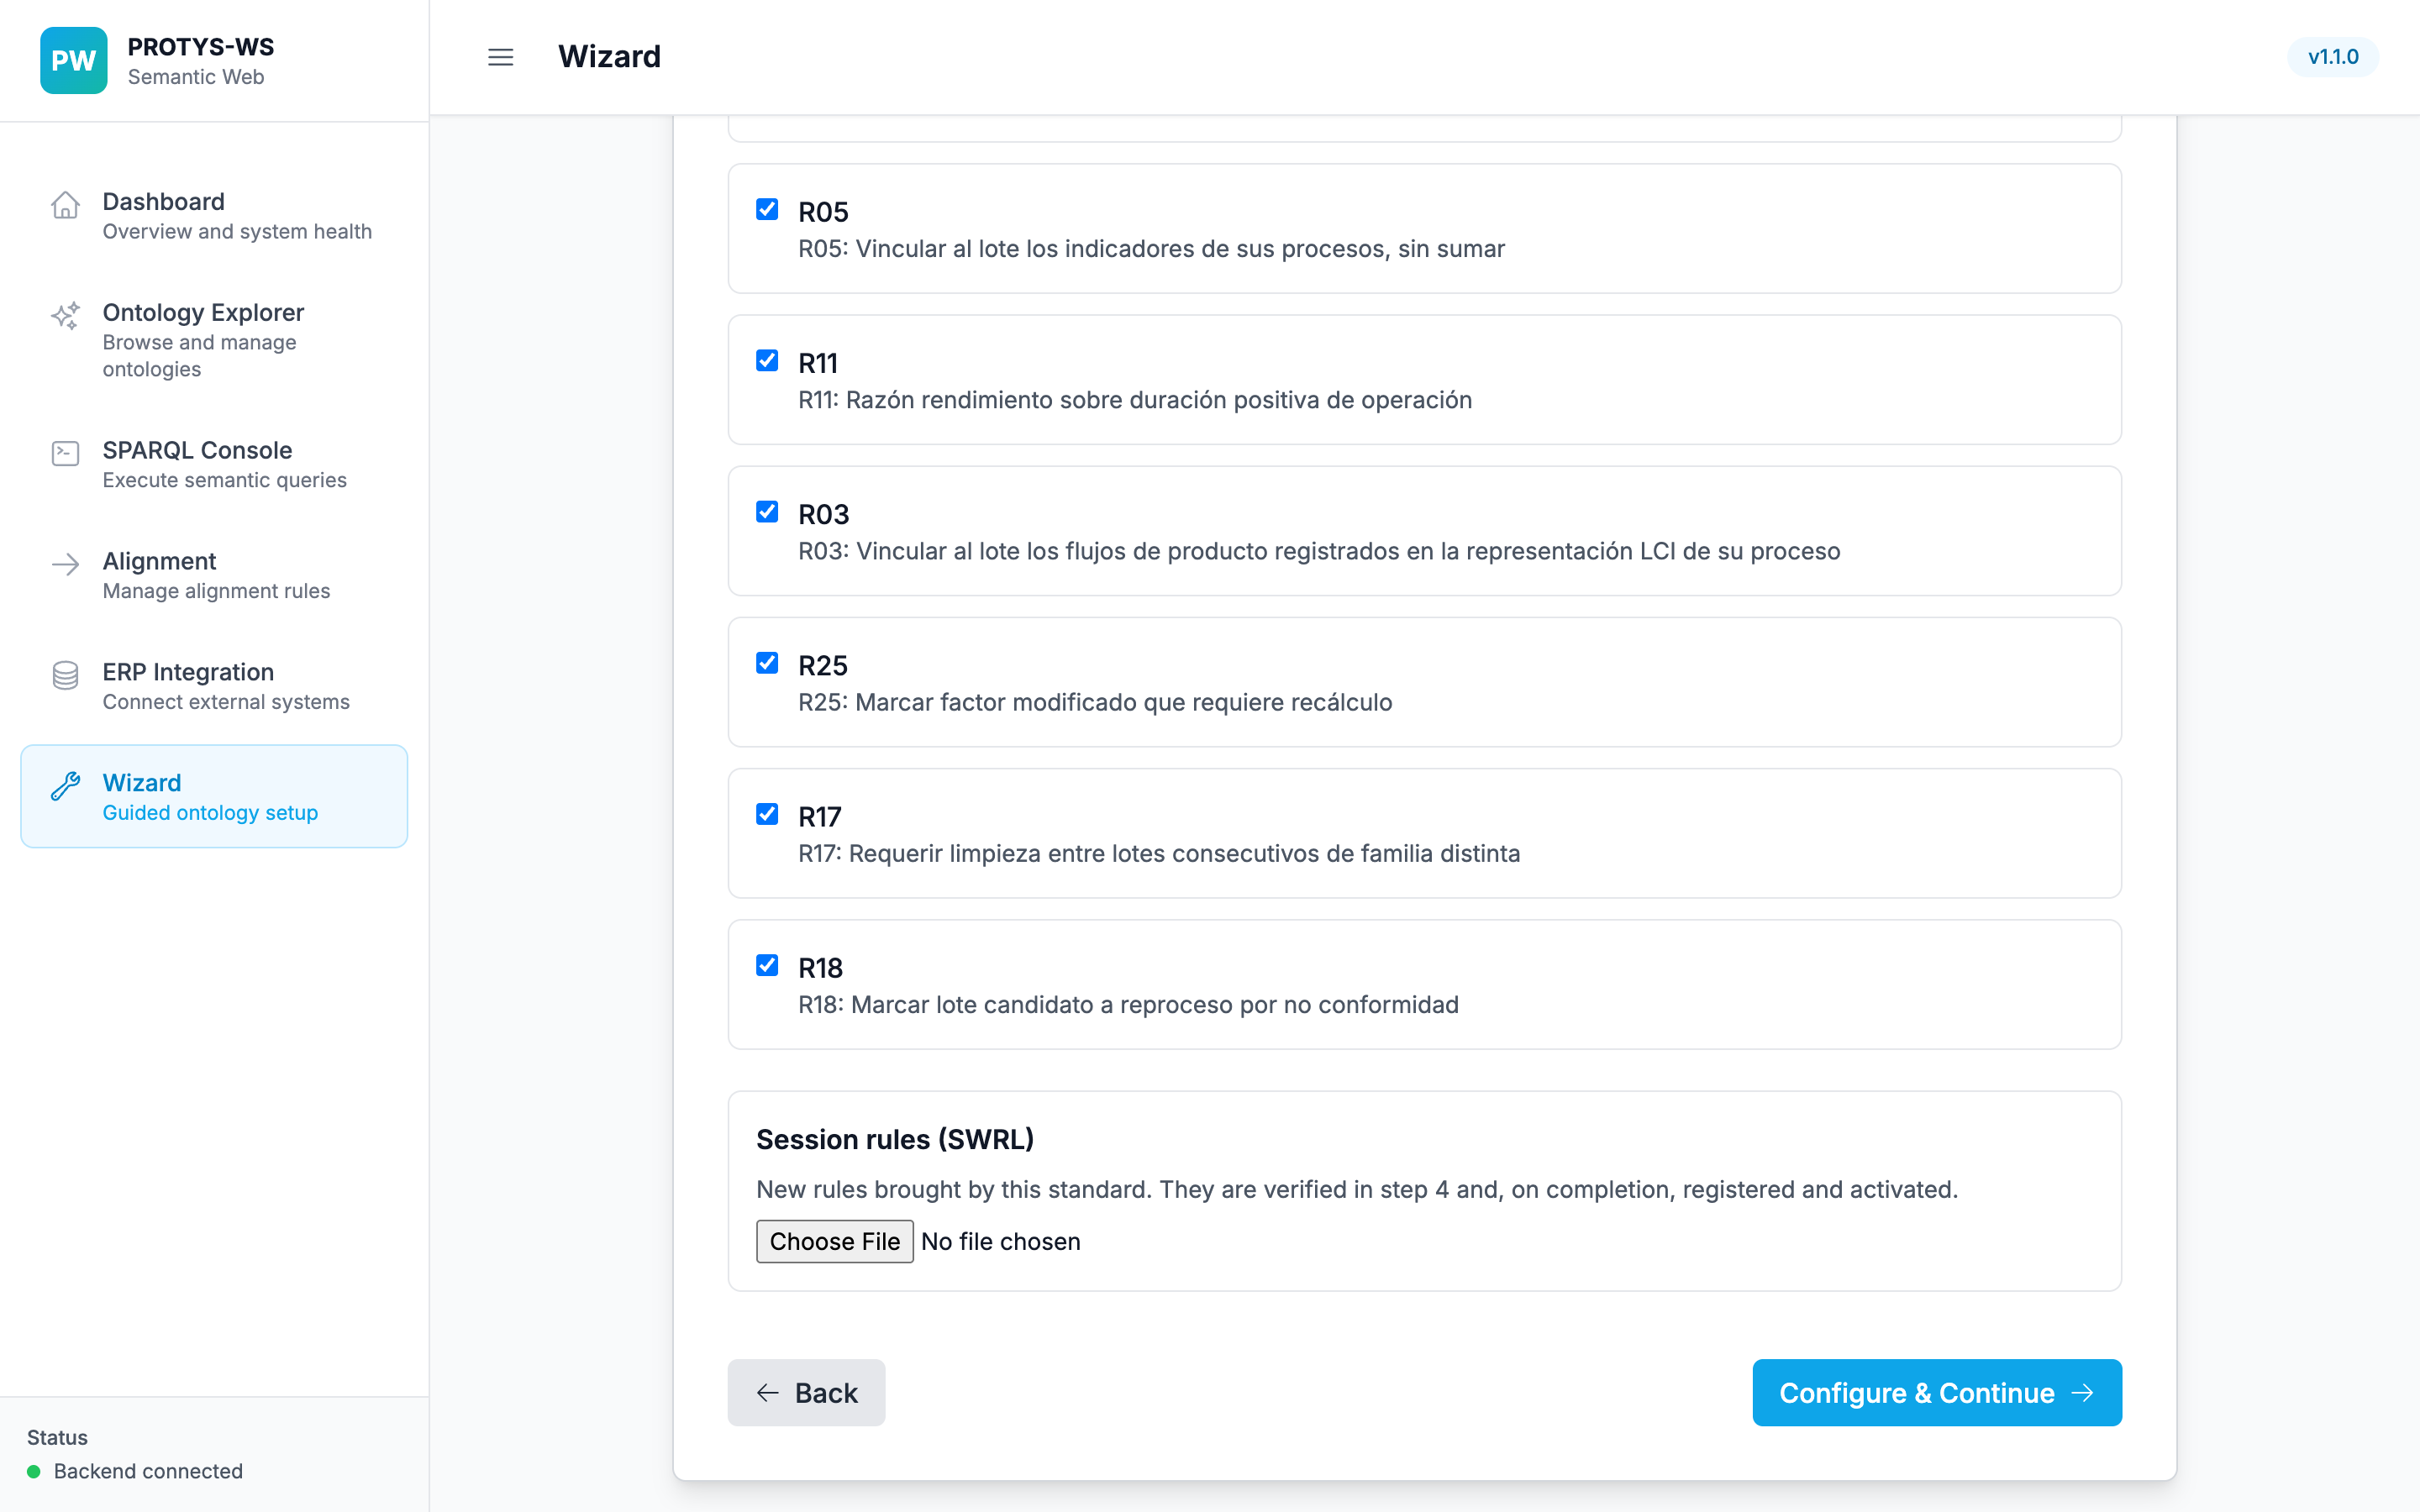 PW
PROTYS-WS
Semantic Web
Dashboard
Overview and system health
Ontology Explorer
Browse and manage
ontologies
SPARQL Console
Execute semantic queries
Alignment
Manage alignment rules
ERP Integration
Connect external systems
Wizard
Guided ontology setup
Status
Backend connected
Wizard
v1.1.0
R05
R05: Vincular al lote los indicadores de sus procesos, sin sumar
R11
R11: Razón rendimiento sobre duración positiva de operación
R03
R03: Vincular al lote los flujos de producto registrados en la representación LCI de su proceso
R25
R25: Marcar factor modificado que requiere recálculo
R17
R17: Requerir limpieza entre lotes consecutivos de familia distinta
R18
R18: Marcar lote candidato a reproceso por no conformidad
Session rules (SWRL)
New rules brought by this standard. They are verified in step 4 and, on completion, registered and activated.
Choose File No file chosen
Back
Configure & Continue